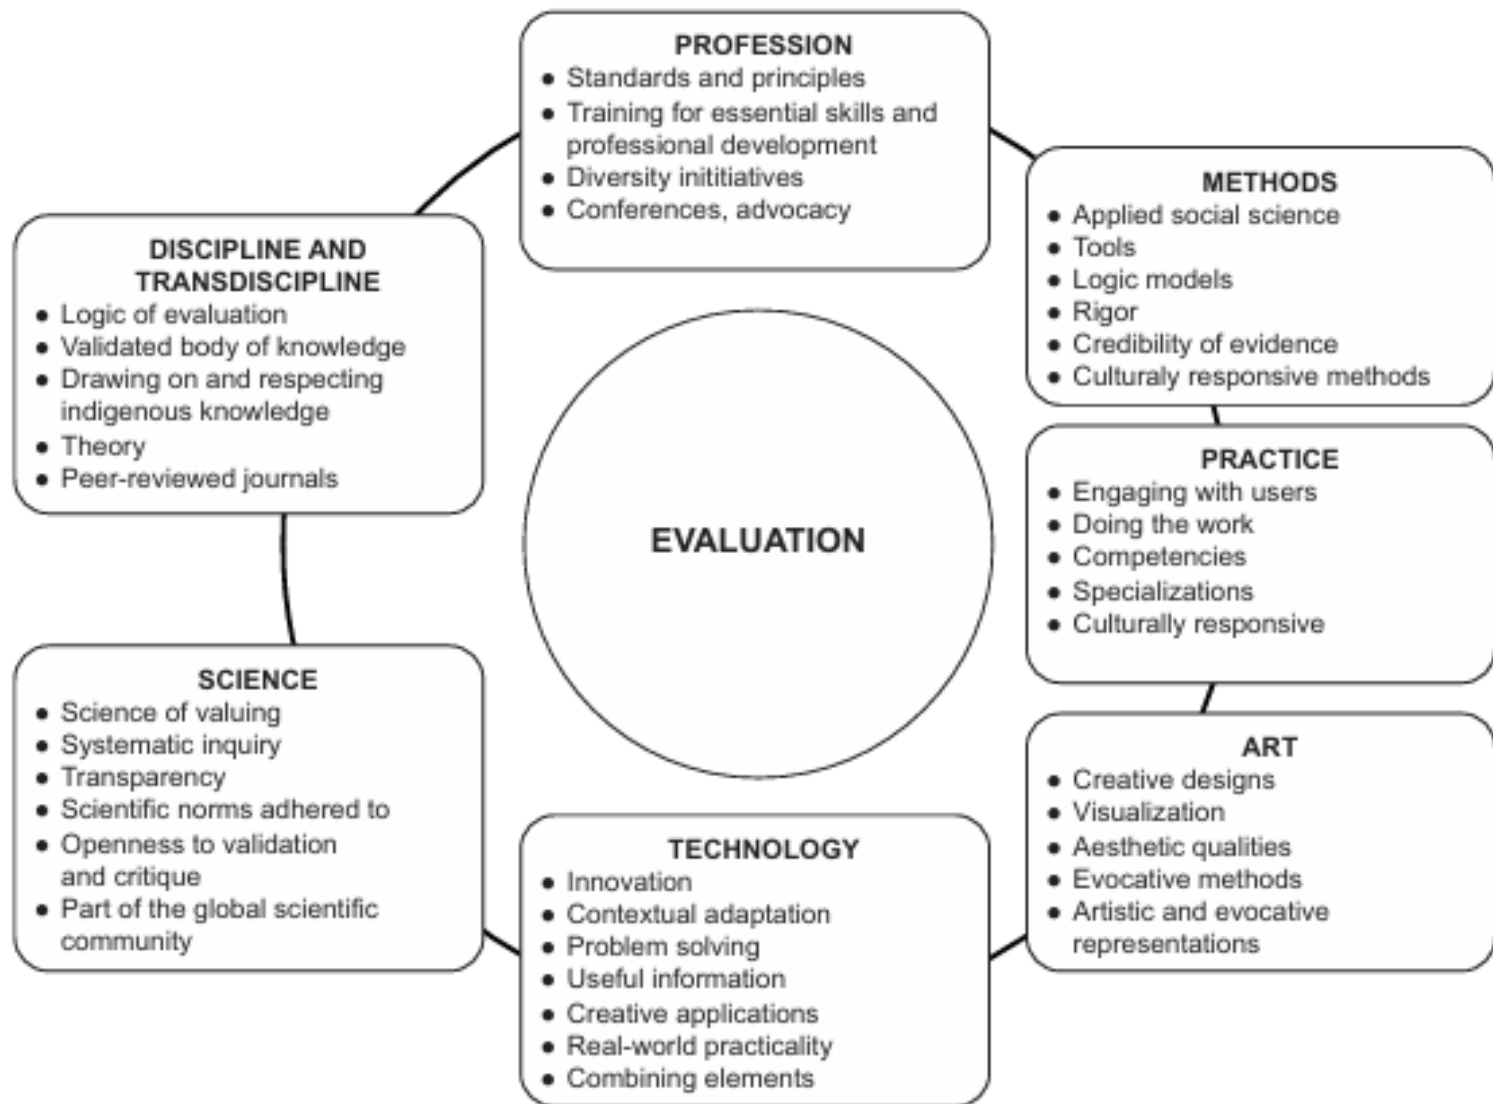 PROFESSION
● Standards and principles
● Training for essential skills and
professional development
● Diversity inititiatives
● Conferences, advocacy
METHODS
● Applied social science
● Tools
● Logic models
● Rigor
● Credibility of evidence
● Culturaly responsive methods
PRACTICE
● Engaging with users
● Doing the work
● Competencies
● Specializations
● Culturally responsive
ART
● Creative designs
● Visualization
● Aesthetic qualities
● Evocative methods
● Artistic and evocative
representations
TECHNOLOGY
● Innovation
● Contextual adaptation
● Problem solving
● Useful information
● Creative applications
● Real-world practicality
● Combining elements
SCIENCE
● Science of valuing
● Systematic inquiry
● Transparency
● Scientific norms adhered to
● Openness to validation
and critique
● Part of the global scientific
community
DISCIPLINE AND
TRANSDISCIPLINE
● Logic of evaluation
● Validated body of knowledge
● Drawing on and respecting
indigenous knowledge
● Theory
● Peer-reviewed journals
EVALUATION